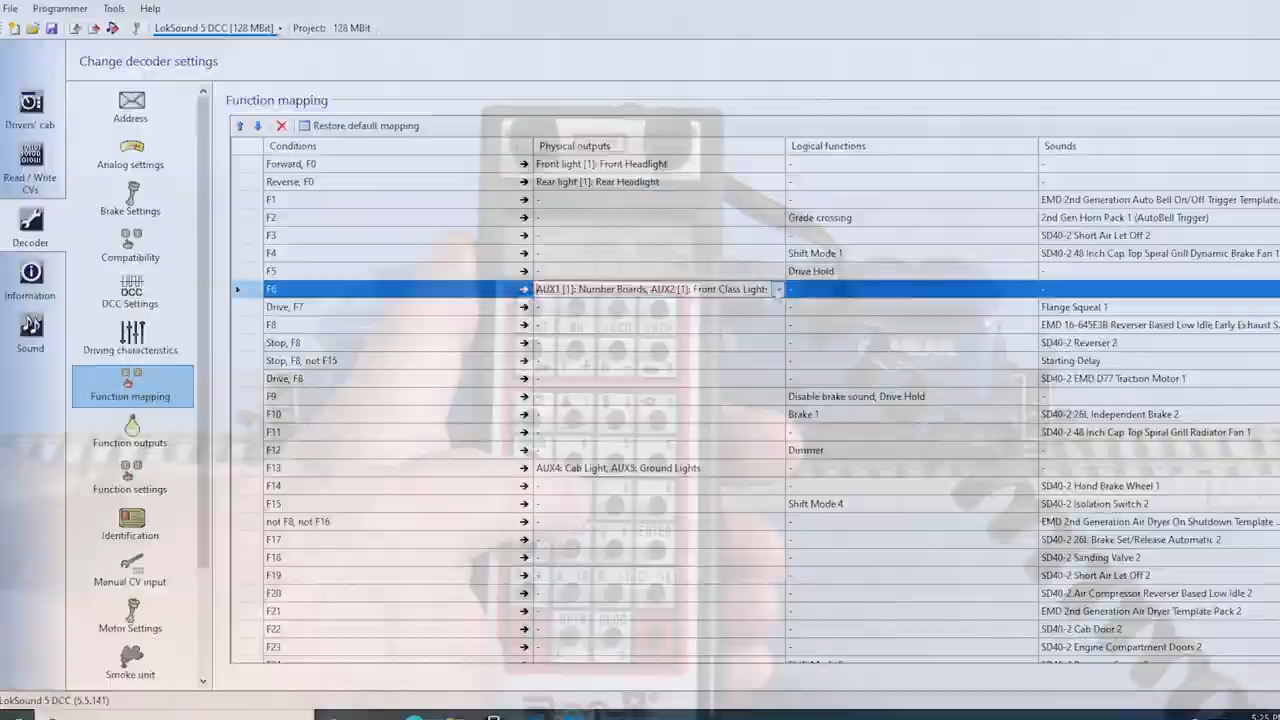 File Programmer Tools Help
LokSound 5 DCC [128 MBit] Project: 128 MBit
Change decoder settings
Drivers' cab
Read / Write CVs
Decoder
Information
Sound
Address
Analog settings
Brake Settings
Compatibility
DCC
DCC Settings
Driving characteristics
Function mapping
Function outputs
Function settings
Identification
Manual CV input
Motor Settings
Smoke unit
Function mapping
Restore default mapping
Conditions Physical outputs Logical functions Sounds
Forward, F0 Front light [1]: Front Headlight - -
Reverse, F0 Rear light [1]: Rear Headlight - -
F1 - - EMD 2nd Generation Auto Bell On/Off Trigger Template
F2 - Grade crossing 2nd Gen Horn Pack 1 (AutoBell Trigger)
F3 - - SD40-2 Short Air Let Off 2
F4 - Shift Mode 1 SD40-2 48 Inch Cap Top Spiral Grill Dynamic Brake Fan 1
F5 - Drive Hold -
F6 AUX1 [1]: Number Boards, AUX2 [1]: Front Class Lights - -
Drive, F7 - - Flange Squeal 1
F8 - - EMD 16-645E3B Reverser Based Low Idle Early Exhaust S
Stop, F8 - - SD40-2 Reverser 2
Stop, F8, not F15 - - Starting Delay
Drive, F8 - - SD40-2 EMD D77 Traction Motor 1
F9 - Disable brake sound, Drive Hold -
F10 - Brake 1 SD40-2 26L Independent Brake 2
F11 - - SD40-2 48 Inch Cap Top Spiral Grill Radiator Fan 1
F12 - Dimmer -
F13 AUX4: Cab Light, AUX5: Ground Lights - -
F14 - - SD40-2 Hand Brake Wheel 1
F15 - Shift Mode 4 SD40-2 Isolation Switch 2
not F8, not F16 - - EMD 2nd Generation Air Dryer On Shutdown Template
F17 - - SD40-2 26L Brake Set/Release Automatic 2
F18 - - SD40-2 Sanding Valve 2
F19 - - SD40-2 Short Air Let Off 2
F20 - - SD40-2 Air Compressor Reverser Based Low Idle 2
F21 - - EMD 2nd Generation Air Dryer Template Pack 2
F22 - - SD40-2 Cab Door 2
F23 - - SD40-2 Engine Compartment Doors 2
ENTER
LokSound 5 DCC (5.5.141)